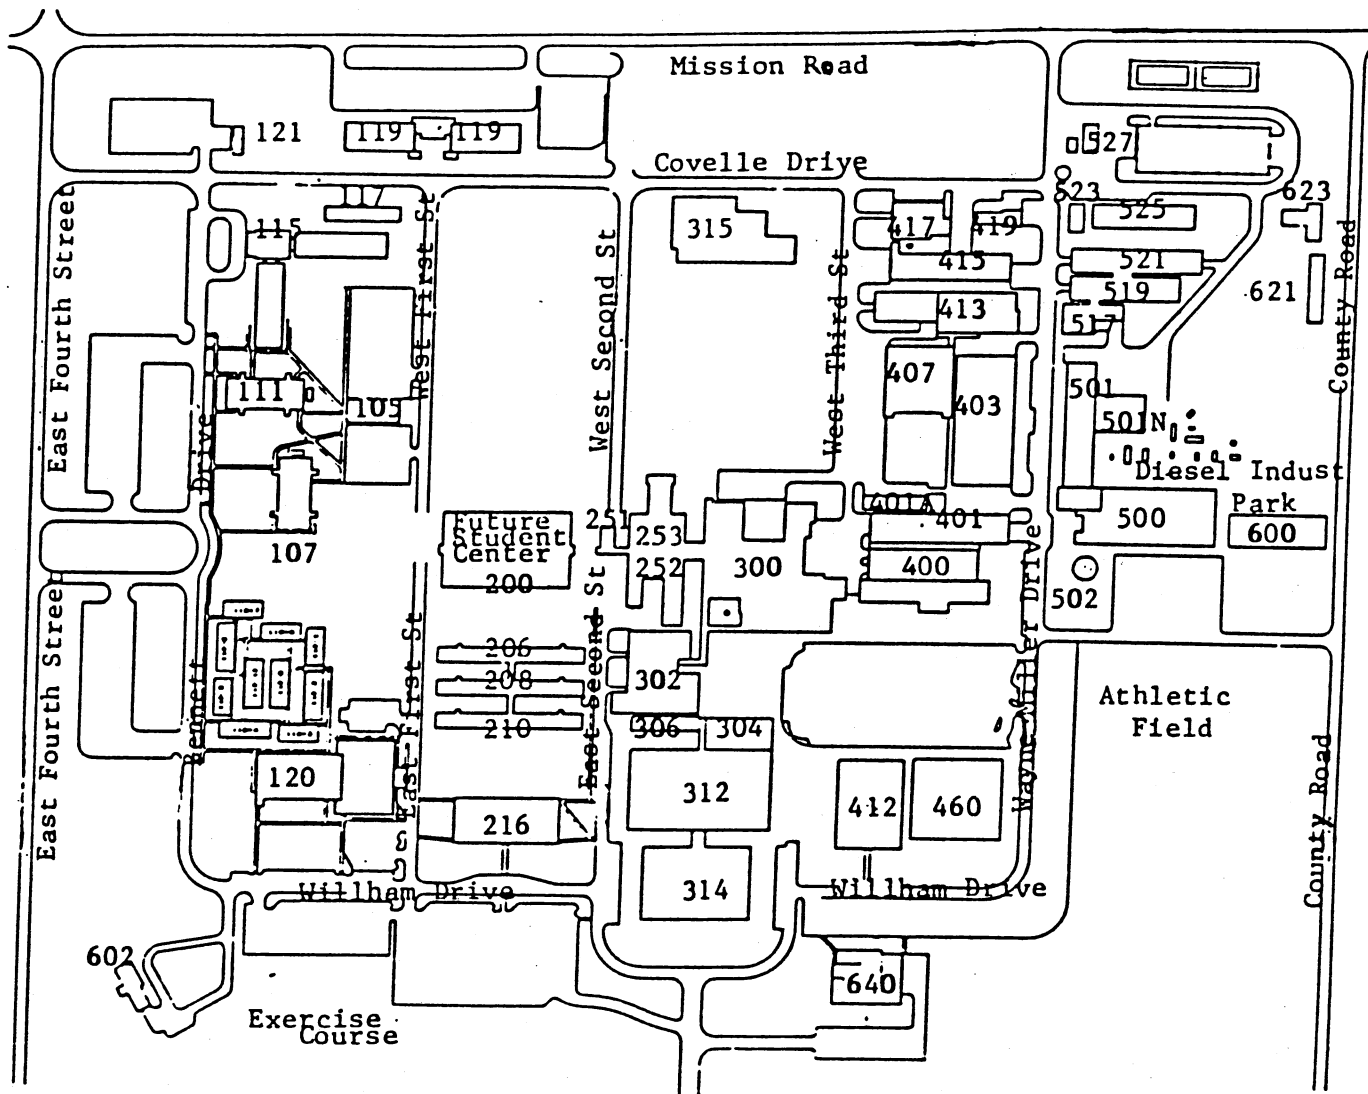 Mission Road
121
119
119
527
Covelle Drive
523
623
525
115
315
417
419
415
521
519
621
413
517
East Fourth Street
West First St
West Second St
West Third St
County Road
407
403
501
501N
111
105
Drive
Diesel Indust
Park
401A
401
500
600
Future
Student
Center
200
251
253
252
300
400
107
502
East Fourth Street
Bennett
East First St
206
208
210
East Second St
302
306
304
Wayne Miller Drive
Athletic
Field
County Road
120
216
312
412
460
314
Willham Drive
Willham Drive
602
640
Exercise
Course